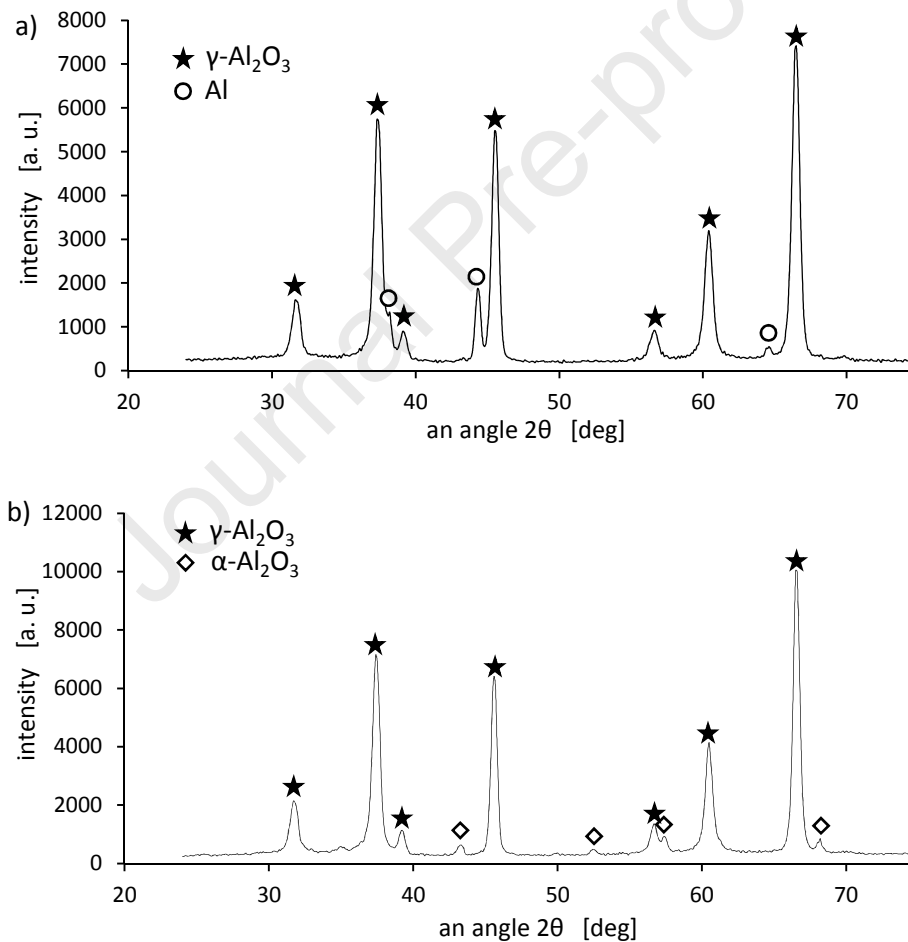 a)
8000
7000
6000
5000
4000
3000
2000
1000
0
intensity [a. u.]
γ-Al₂O₃
Al
20 30 40 50 60 70
an angle 2θ [deg]
Journal Pre-pro
b)
12000
10000
8000
6000
4000
2000
0
intensity [a. u.]
γ-Al₂O₃
α-Al₂O₃
20 30 40 50 60 70
an angle 2θ [deg]